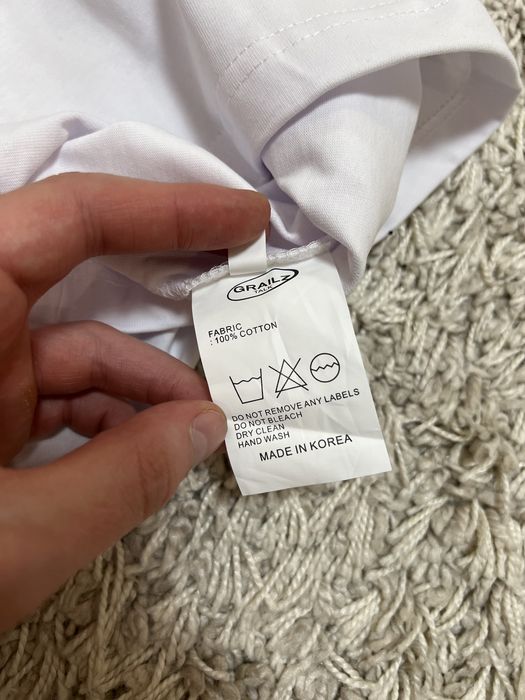 GRAILZ
TALK
FABRIC
: 100% COTTON
DO NOT REMOVE ANY LABELS
DO NOT BLEACH
DRY CLEAN
HAND WASH
MADE IN KOREA